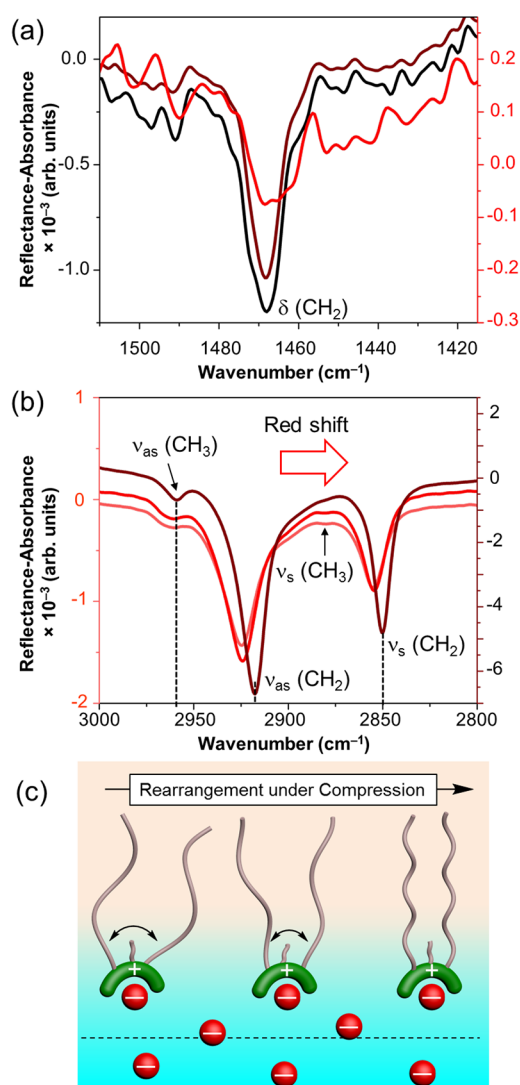 (a)
0.0
-0.5
-1.0
0.2
0.1
0.0
-0.1
-0.2
-0.3
Reflectance-Absorbance
× 10⁻³ (arb. units)
δ (CH₂)
1500
1480
1460
1440
1420
Wavenumber (cm⁻¹)
(b)
1
0
-1
-2
2
0
-2
-4
-6
Reflectance-Absorbance
× 10⁻³ (arb. units)
Red shift
νas (CH₃)
νs (CH₃)
νs (CH₂)
νas (CH₂)
3000
2950
2900
2850
2800
Wavenumber (cm⁻¹)
(c)
Rearrangement under Compression
+
+
+
−
−
−
−
−
−
−
−